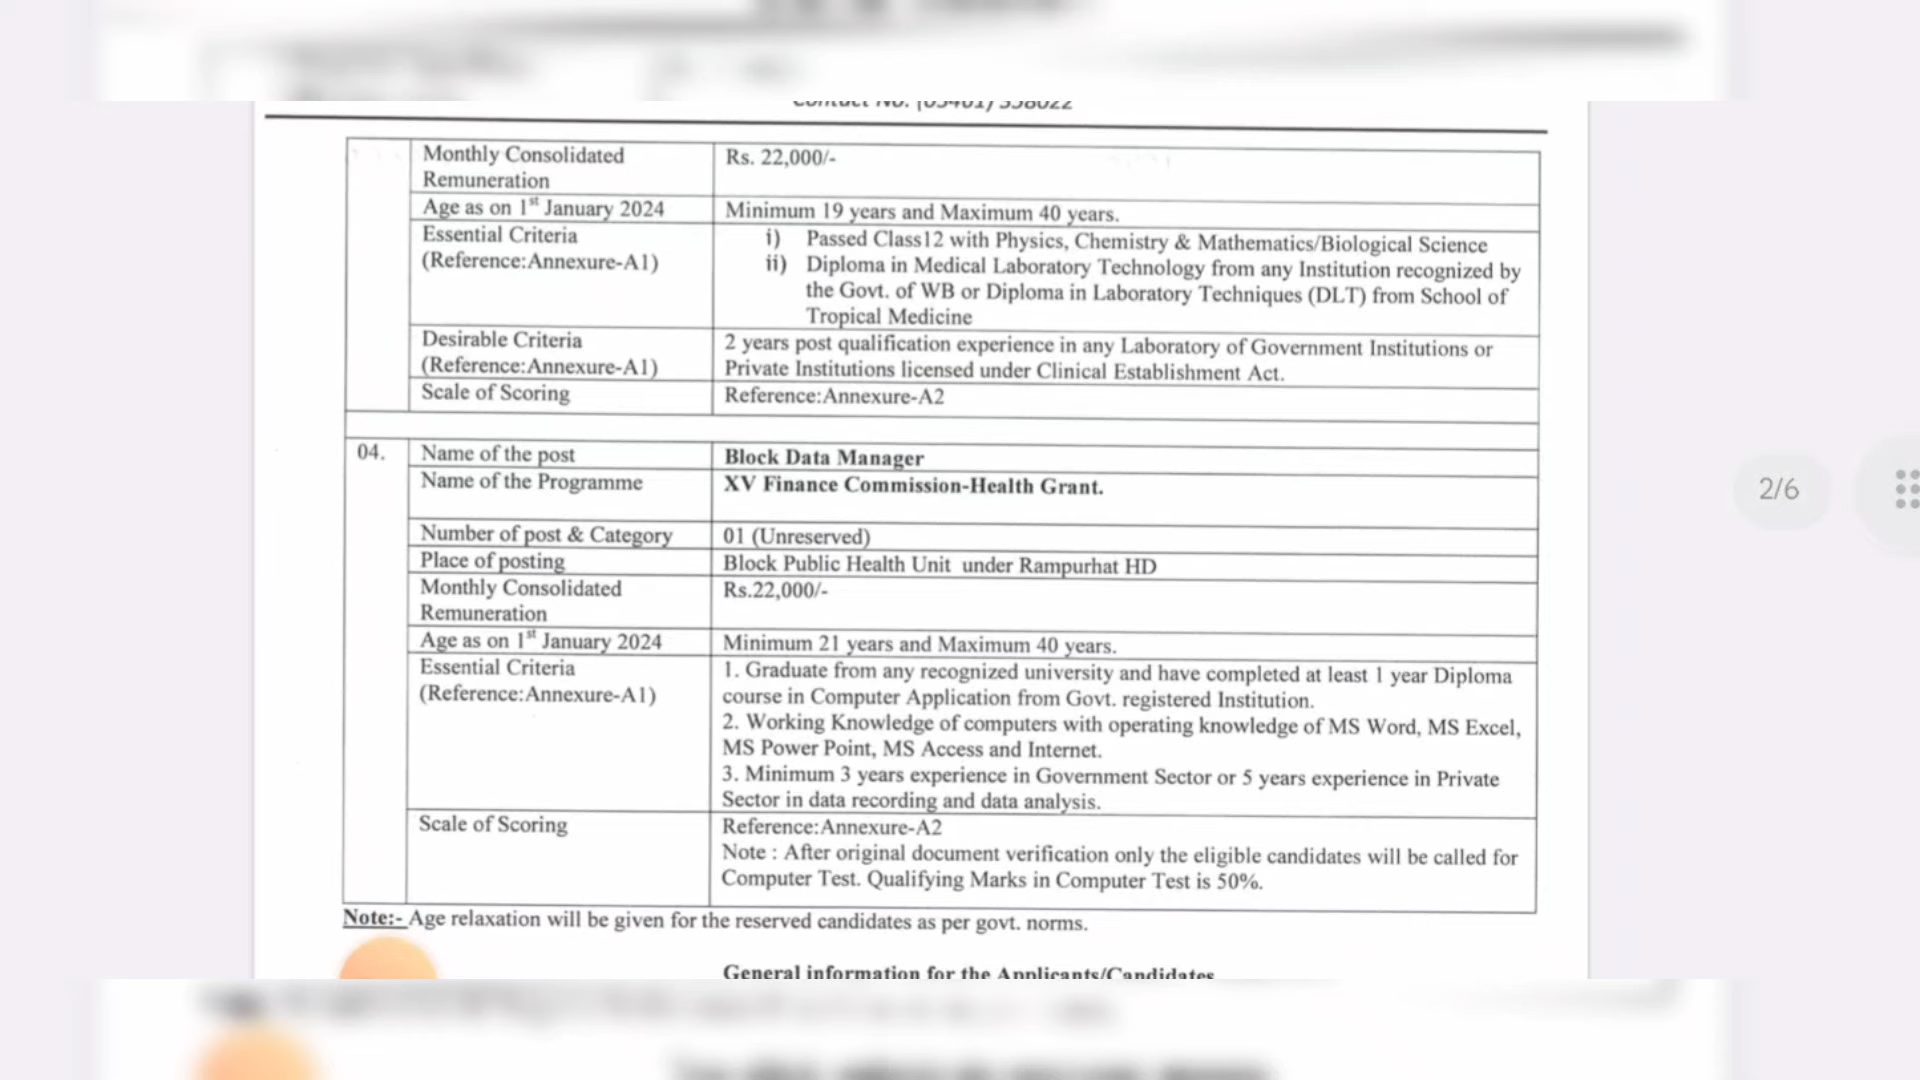 Contact No. (03461) 358022
Monthly Consolidated Rs. 22,000/-
Remuneration
Age as on 1st January 2024 Minimum 19 years and Maximum 40 years.
Essential Criteria i) Passed Class12 with Physics, Chemistry & Mathematics/Biological Science
(Reference:Annexure-A1) ii) Diploma in Medical Laboratory Technology from any Institution recognized by
the Govt. of WB or Diploma in Laboratory Techniques (DLT) from School of
Tropical Medicine
Desirable Criteria 2 years post qualification experience in any Laboratory of Government Institutions or
(Reference:Annexure-A1) Private Institutions licensed under Clinical Establishment Act.
Scale of Scoring Reference:Annexure-A2
04. Name of the post Block Data Manager
Name of the Programme XV Finance Commission-Health Grant.
Number of post & Category 01 (Unreserved)
Place of posting Block Public Health Unit under Rampurhat HD
Monthly Consolidated Rs.22,000/-
Remuneration
Age as on 1st January 2024 Minimum 21 years and Maximum 40 years.
Essential Criteria 1. Graduate from any recognized university and have completed at least 1 year Diploma
(Reference:Annexure-A1) course in Computer Application from Govt. registered Institution.
2. Working Knowledge of computers with operating knowledge of MS Word, MS Excel,
MS Power Point, MS Access and Internet.
3. Minimum 3 years experience in Government Sector or 5 years experience in Private
Sector in data recording and data analysis.
Scale of Scoring Reference:Annexure-A2
Note : After original document verification only the eligible candidates will be called for
Computer Test. Qualifying Marks in Computer Test is 50%.
Note:- Age relaxation will be given for the reserved candidates as per govt. norms.
General information for the Applicants/Candidates
2/6